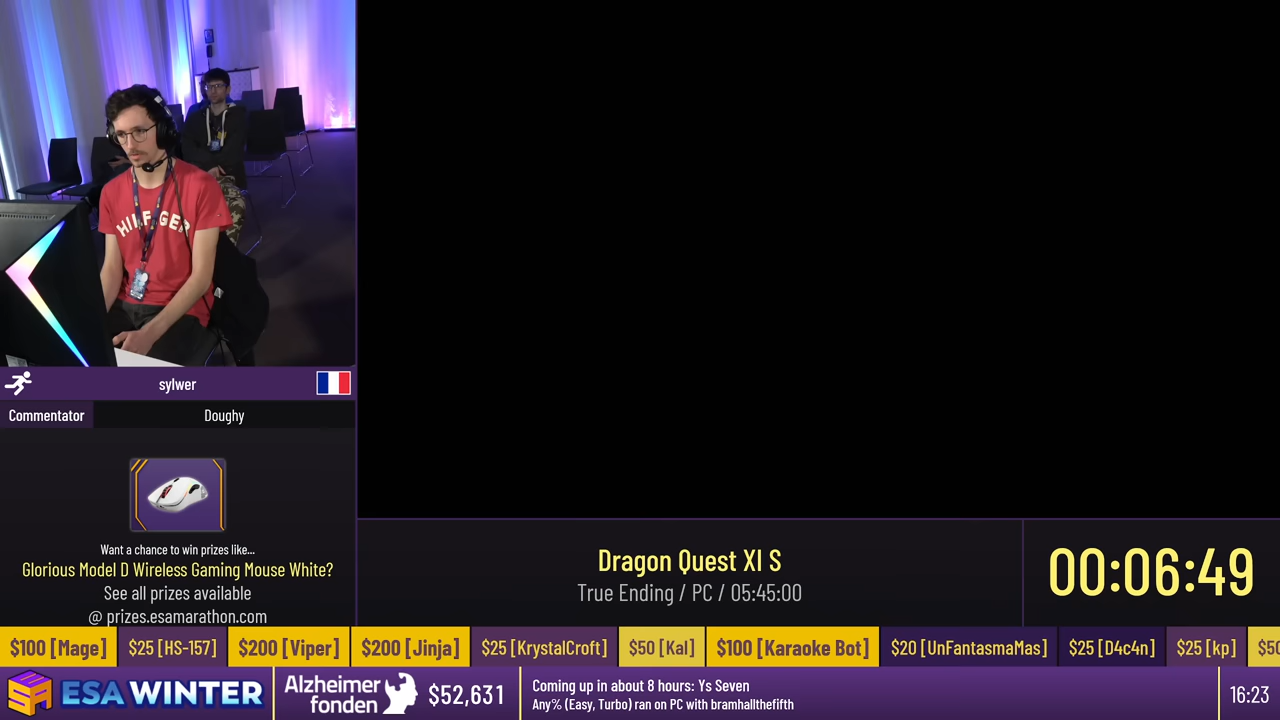 HILFIGER
sylwer
Commentator
Doughy
Want a chance to win prizes like...
Glorious Model D Wireless Gaming Mouse White?
See all prizes available
@ prizes.esamarathon.com
Dragon Quest XI S
True Ending / PC / 05:45:00
00:06:49
$100 [Mage] $25 [HS-157] $200 [Viper] $200 [Jinja] $25 [KrystalCroft] $50 [Kal] $100 [Karaoke Bot] $20 [UnFantasmaMas] $25 [D4c4n] $25 [kp] $50
ESA WINTER
Alzheimer
fonden
$52,631
Coming up in about 8 hours: Ys Seven
Any% (Easy, Turbo) ran on PC with bramhallthefifth
16:23